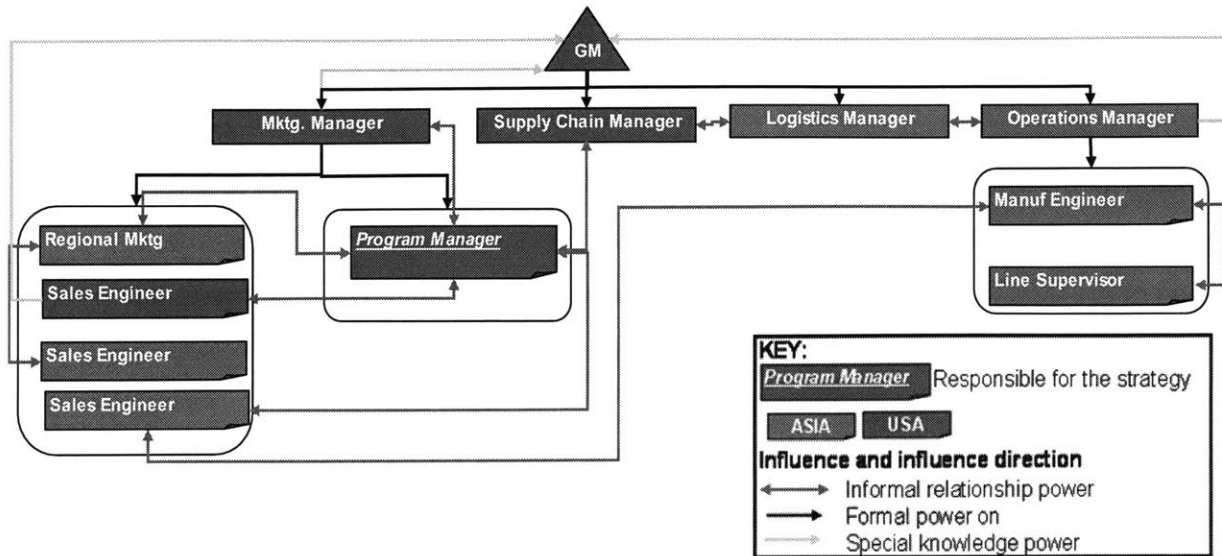 GM
Mktg. Manager
Supply Chain Manager
Logistics Manager
Operations Manager
Regional Mktg
Sales Engineer
Sales Engineer
Sales Engineer
Program Manager
Manuf Engineer
Line Supervisor
KEY:
Program Manager Responsible for the strategy
ASIA USA
Influence and influence direction
Informal relationship power
Formal power on
Special knowledge power